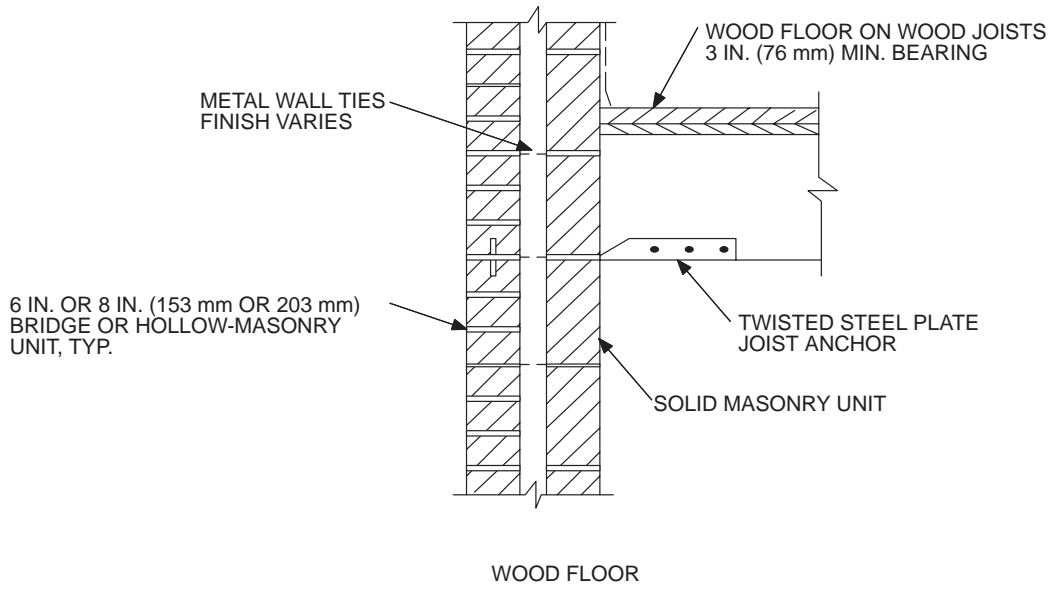 WOOD FLOOR ON WOOD JOISTS
3 IN. (76 mm) MIN. BEARING
METAL WALL TIES
FINISH VARIES
6 IN. OR 8 IN. (153 mm OR 203 mm)
BRIDGE OR HOLLOW-MASONRY
UNIT, TYP.
TWISTED STEEL PLATE
JOIST ANCHOR
SOLID MASONRY UNIT
WOOD FLOOR